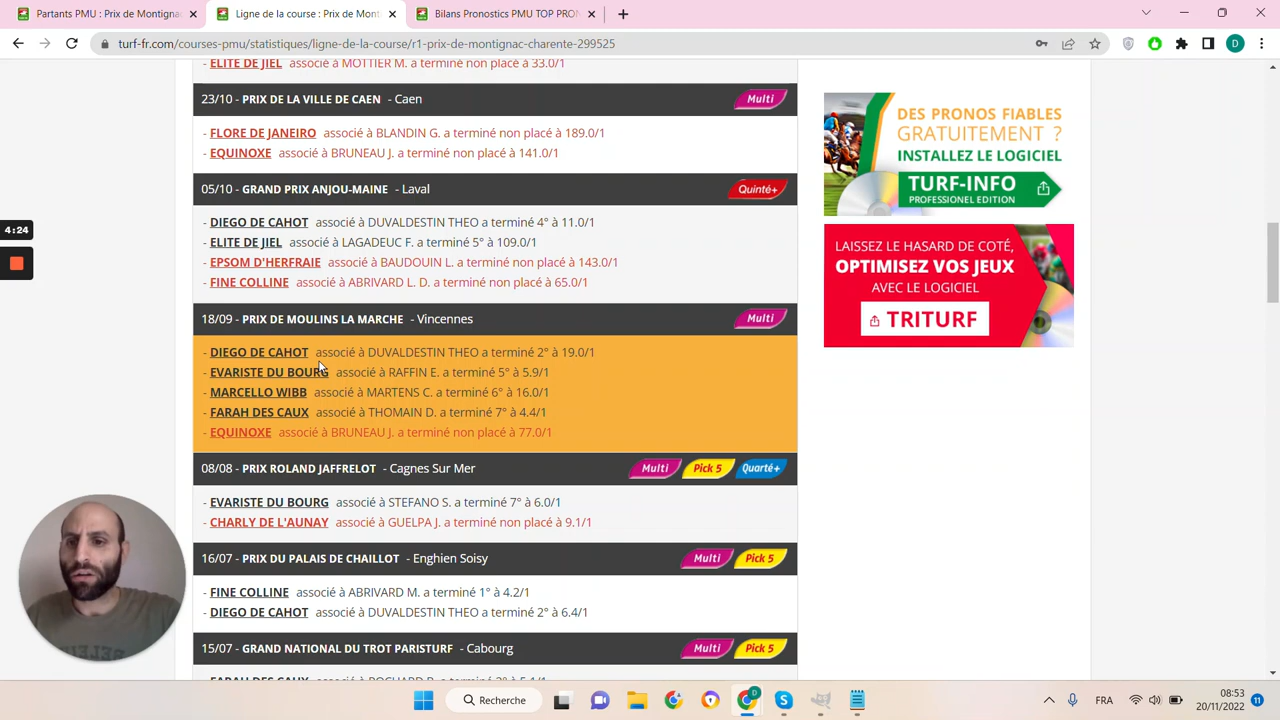 Partants PMU : Prix de Montignac
Ligne de la course : Prix de Mont
Bilans Pronostics PMU TOP PRON
turf-fr.com/courses-pmu/statistiques/ligne-de-la-course/r1-prix-de-montignac-charente-299525
D
- ELITE DE JIEL associé à MOTTIER M. a terminé non placé à 33.0/1
23/10 - PRIX DE LA VILLE DE CAEN - Caen Multi
- FLORE DE JANEIRO associé à BLANDIN G. a terminé non placé à 189.0/1
- EQUINOXE associé à BRUNEAU J. a terminé non placé à 141.0/1
05/10 - GRAND PRIX ANJOU-MAINE - Laval Quinté+
- DIEGO DE CAHOT associé à DUVALDESTIN THEO a terminé 4° à 11.0/1
- ELITE DE JIEL associé à LAGADEUC F. a terminé 5° à 109.0/1
- EPSOM D'HERFRAIE associé à BAUDOUIN L. a terminé non placé à 143.0/1
- FINE COLLINE associé à ABRIVARD L. D. a terminé non placé à 65.0/1
18/09 - PRIX DE MOULINS LA MARCHE - Vincennes Multi
- DIEGO DE CAHOT associé à DUVALDESTIN THEO a terminé 2° à 19.0/1
- EVARISTE DU BOURG associé à RAFFIN E. a terminé 5° à 5.9/1
- MARCELLO WIBB associé à MARTENS C. a terminé 6° à 16.0/1
- FARAH DES CAUX associé à THOMAIN D. a terminé 7° à 4.4/1
- EQUINOXE associé à BRUNEAU J. a terminé non placé à 77.0/1
08/08 - PRIX ROLAND JAFFRELOT - Cagnes Sur Mer Multi Pick 5 Quarté+
- EVARISTE DU BOURG associé à STEFANO S. a terminé 7° à 6.0/1
- CHARLY DE L'AUNAY associé à GUELPA J. a terminé non placé à 9.1/1
16/07 - PRIX DU PALAIS DE CHAILLOT - Enghien Soisy Multi Pick 5
- FINE COLLINE associé à ABRIVARD M. a terminé 1° à 4.2/1
- DIEGO DE CAHOT associé à DUVALDESTIN THEO a terminé 2° à 6.4/1
15/07 - GRAND NATIONAL DU TROT PARISTURF - Cabourg Multi Pick 5
- FARAH DES CAUX associé à ROCHARD B. a terminé 2° à 5.1/1
DES PRONOS FIABLES
GRATUITEMENT ?
INSTALLEZ LE LOGICIEL
TURF-INFO
PROFESSIONEL EDITION
LAISSEZ LE HASARD DE COTÉ,
OPTIMISEZ VOS JEUX
AVEC LE LOGICIEL
TRITURF
4:24
Recherche
D
FRA
08:53
20/11/2022
11